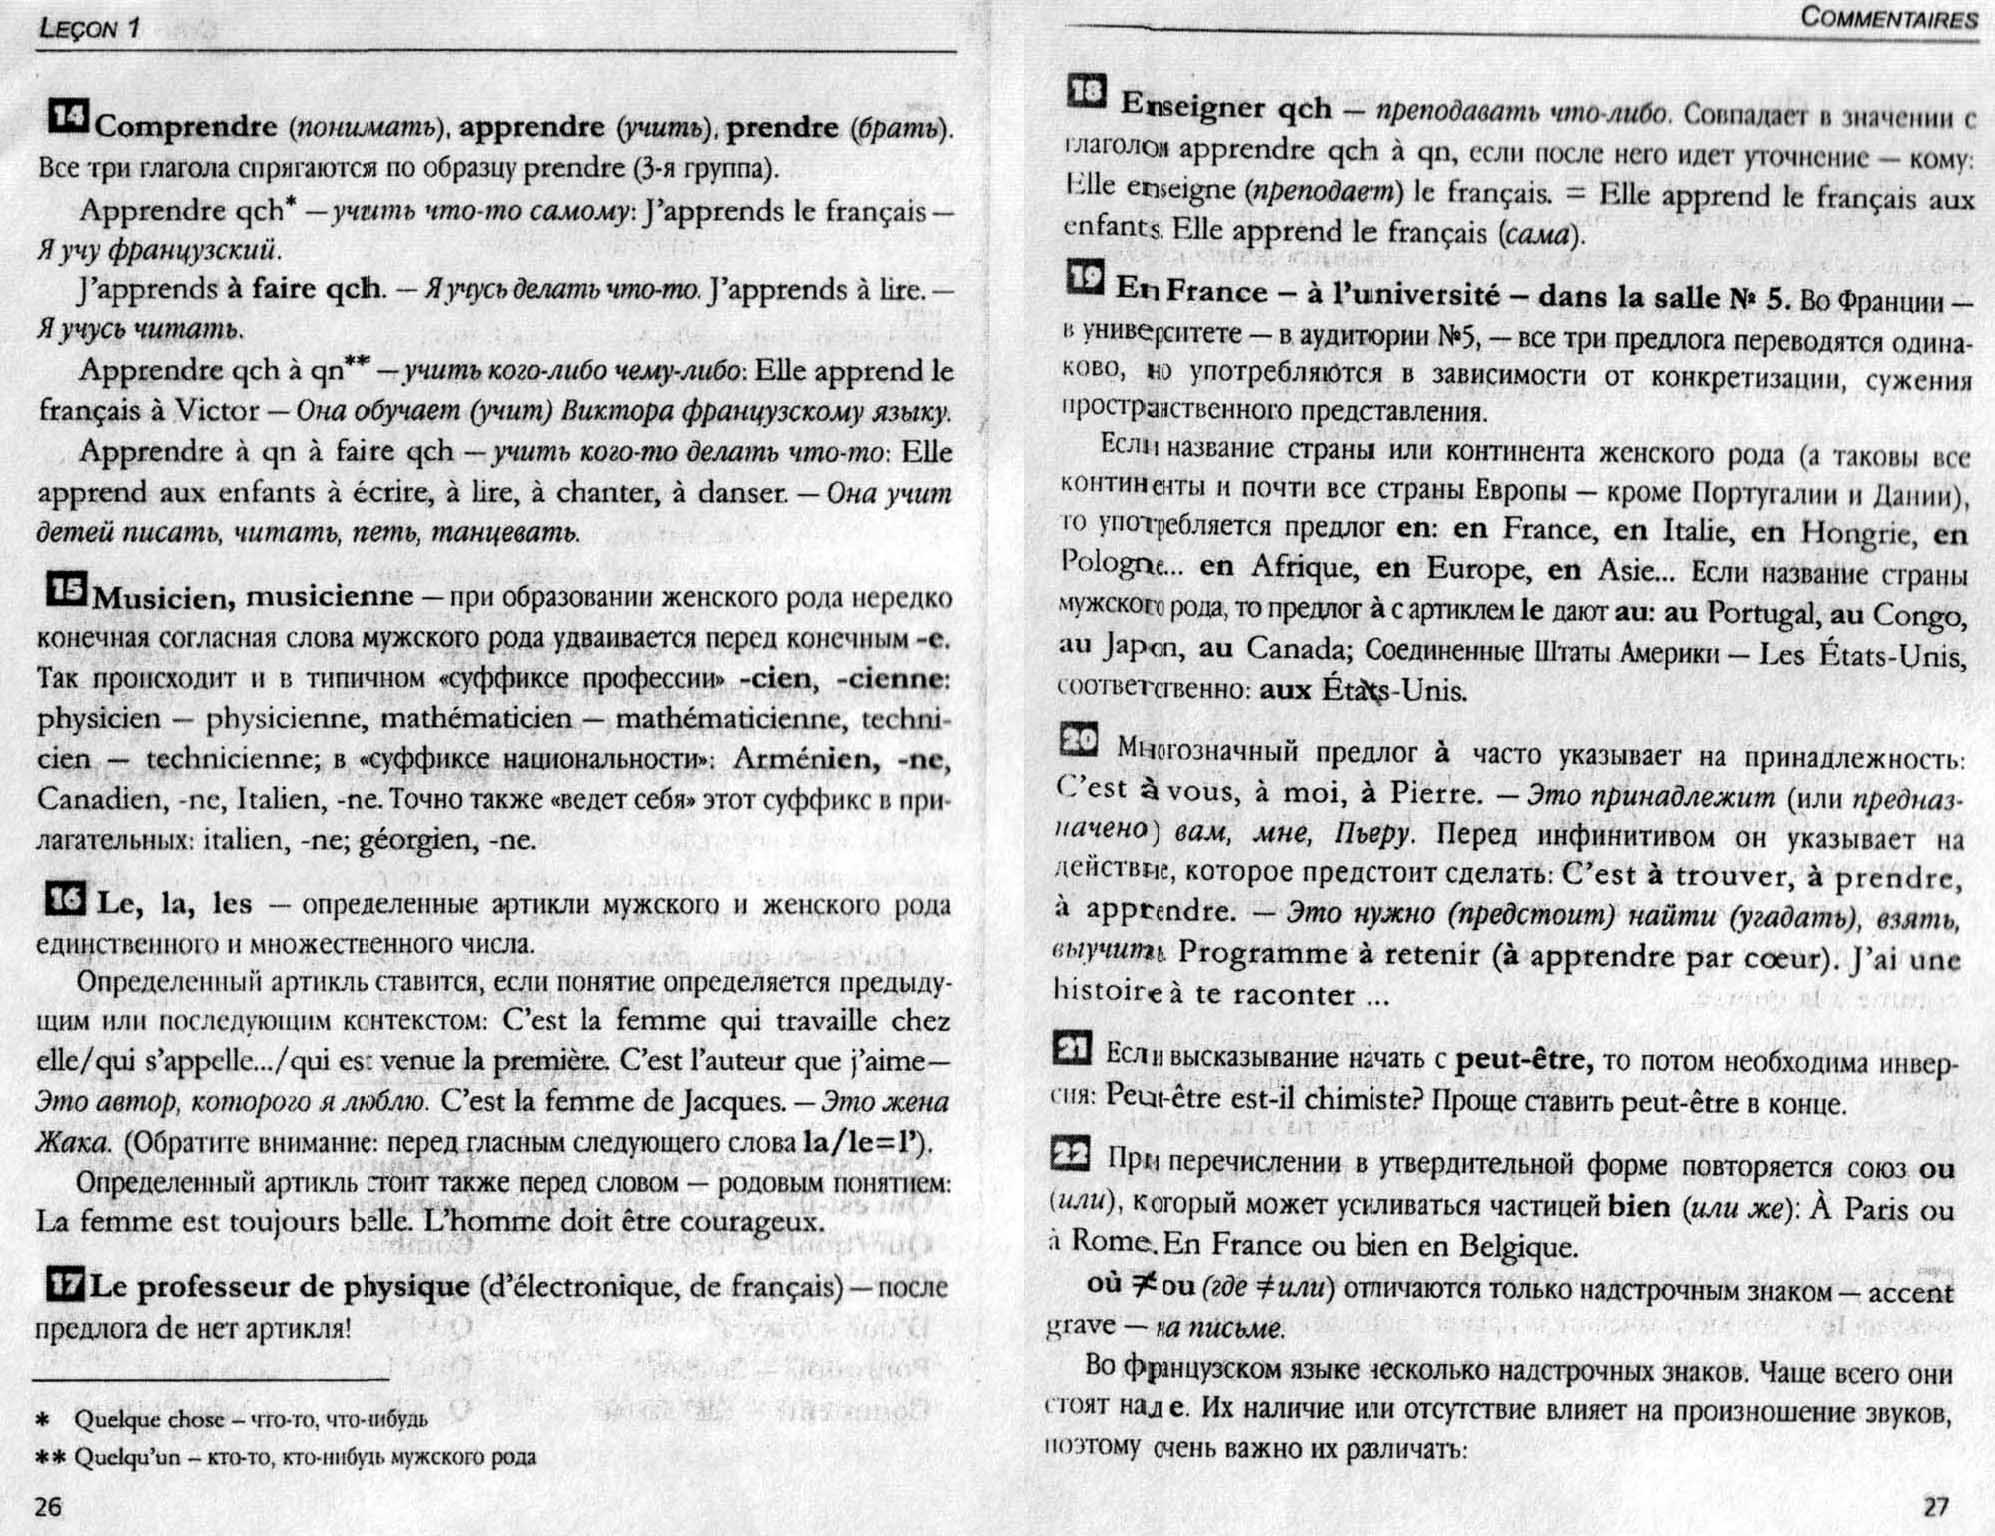 LEÇON 1
14 Comprendre (понимать), apprendre (учить), prendre (брать).
Все три глагола спрягаются по образцу prendre (3-я группа).
Apprendre qch* — учить что-то самому: J’apprends le français —
Я учу французский.
J’apprends à faire qch. — Я учусь делать что-то. J’apprends à lire. —
Я учусь читать.
Apprendre qch à qn** — учить кого-либо чему-либо: Elle apprend le
français à Victor — Она обучает (учит) Виктора французскому языку.
Apprendre à qn à faire qch — учить кого-то делать что-то: Elle
apprend aux enfants à écrire, à lire, à chanter, à danser. — Она учит
детей писать, читать, петь, танцевать.
15 Musicien, musicienne — при образовании женского рода нередко
конечная согласная слова мужского рода удваивается перед конечным -e.
Так происходит и в типичном «суффиксе профессии» -cien, -cienne:
physicien — physicienne, mathématicien — mathématicienne, techni-
cien — technicienne; в «суффиксе национальности»: Arménien, -ne,
Canadien, -ne, Italien, -ne. Точно также «ведет себя» этот суффикс в при-
лагательных: italien, -ne; géorgien, -ne.
16 Le, la, les — определенные артикли мужского и женского рода
единственного и множественного числа.
Определенный артикль ставится, если понятие определяется предыду-
щим или последующим контекстом: C’est la femme qui travaille chez
elle/qui s’appelle.../qui est venue la première. C’est l’auteur que j’aime—
Это автор, которого я люблю. C’est la femme de Jacques. — Это жена
Жака. (Обратите внимание: перед гласным следующего слова la/le=l’).
Определенный артикль стоит также перед словом — родовым понятием:
La femme est toujours belle. L’homme doit être courageux.
17 Le professeur de physique (d’électronique, de français) — после
предлога de нет артикля!
* Quelque chose – что-то, что-нибудь
** Quelqu’un – кто-то, кто-нибудь мужского рода
26
COMMENTAIRES
18 Enseigner qch — преподавать что-либо. Совпадает в значении с
глаголом apprendre qch à qn, если после него идет уточнение — кому:
Elle enseigne (преподает) le français. = Elle apprend le français aux
enfants. Elle apprend le français (сама).
19 En France — à l’université — dans la salle № 5. Во Франции —
в университете — в аудитории №5, — все три предлога переводятся одина-
ково, но употребляются в зависимости от конкретизации, сужения
пространственного представления.
Если название страны или континента женского рода (а таковы все
континенты и почти все страны Европы — кроме Португалии и Дании),
то употребляется предлог en: en France, en Italie, en Hongrie, en
Pologne... en Afrique, en Europe, en Asie... Если название страны
мужского рода, то предлог à с артиклем le дают au: au Portugal, au Congo,
au Japon, au Canada; Соединенные Штаты Америки — Les États-Unis,
соответственно: aux États-Unis.
20 Многозначный предлог à часто указывает на принадлежность:
C’est à vous, à moi, à Pierre. — Это принадлежит (или предназ-
начено) вам, мне, Пьеру. Перед инфинитивом он указывает на
действие, которое предстоит сделать: C’est à trouver, à prendre,
à apprendre. — Это нужно (предстоит) найти (угадать), взять,
выучить. Programme à retenir (à apprendre par cœur). J’ai une
histoire à te raconter ...
21 Если высказывание начать с peut-être, то потом необходима инвер-
сия: Peut-être est-il chimiste? Проще ставить peut-être в конце.
22 При перечислении в утвердительной форме повторяется союз ou
(или), который может усиливаться частицей bien (или же): À Paris ou
à Rome. En France ou bien en Belgique.
où ≠ ou (где ≠ или) отличаются только надстрочным знаком — accent
grave — на письме.
Во французском языке несколько надстрочных знаков. Чаще всего они
стоят над e. Их наличие или отсутствие влияет на произношение звуков,
поэтому очень важно их различать:
27